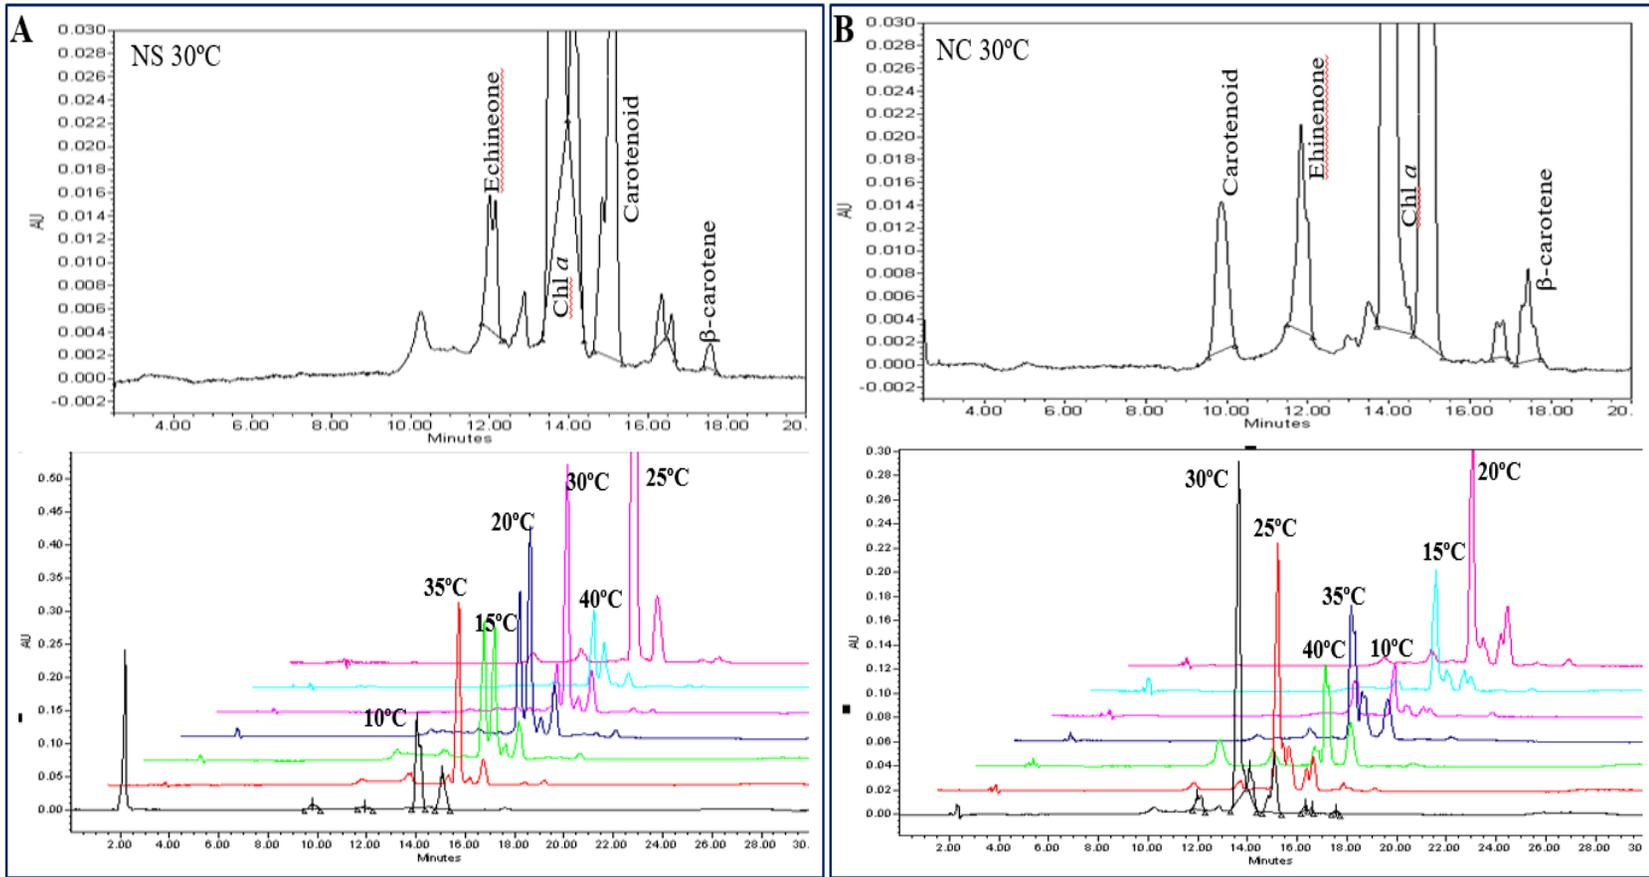 A
NS 30ºC
0.030
0.028
0.026
0.024
0.022
0.020
0.018
0.016
0.014
0.012
0.010
0.008
0.006
0.004
0.002
0.000
-0.002
AU
Echineone
Chl a
Carotenoid
β-carotene
4.00 6.00 8.00 10.00 12.00 14.00 16.00 18.00 20.
Minutes
B
NC 30ºC
0.030
0.028
0.026
0.024
0.022
0.020
0.018
0.016
0.014
0.012
0.010
0.008
0.006
0.004
0.002
0.000
-0.002
AU
Carotenoid
Ehinenone
Chl a
β-carotene
4.00 6.00 8.00 10.00 12.00 14.00 16.00 18.00 20.
Minutes
0.50
0.45
0.40
0.35
0.30
0.25
0.20
0.15
0.10
0.05
0.00
AU
10ºC
35ºC
15ºC
20ºC
30ºC
40ºC
25ºC
2.00 4.00 6.00 8.00 10.00 12.00 14.00 16.00 18.00 20.00 22.00 24.00 26.00 28.00 30.
Minutes
0.30
0.28
0.26
0.24
0.22
0.20
0.18
0.16
0.14
0.12
0.10
0.08
0.06
0.04
0.02
0.00
AU
30ºC
25ºC
40ºC
35ºC
10ºC
15ºC
20ºC
2.00 4.00 6.00 8.00 10.00 12.00 14.00 16.00 18.00 20.00 22.00 24.00 26.00 28.00 30
Minutes